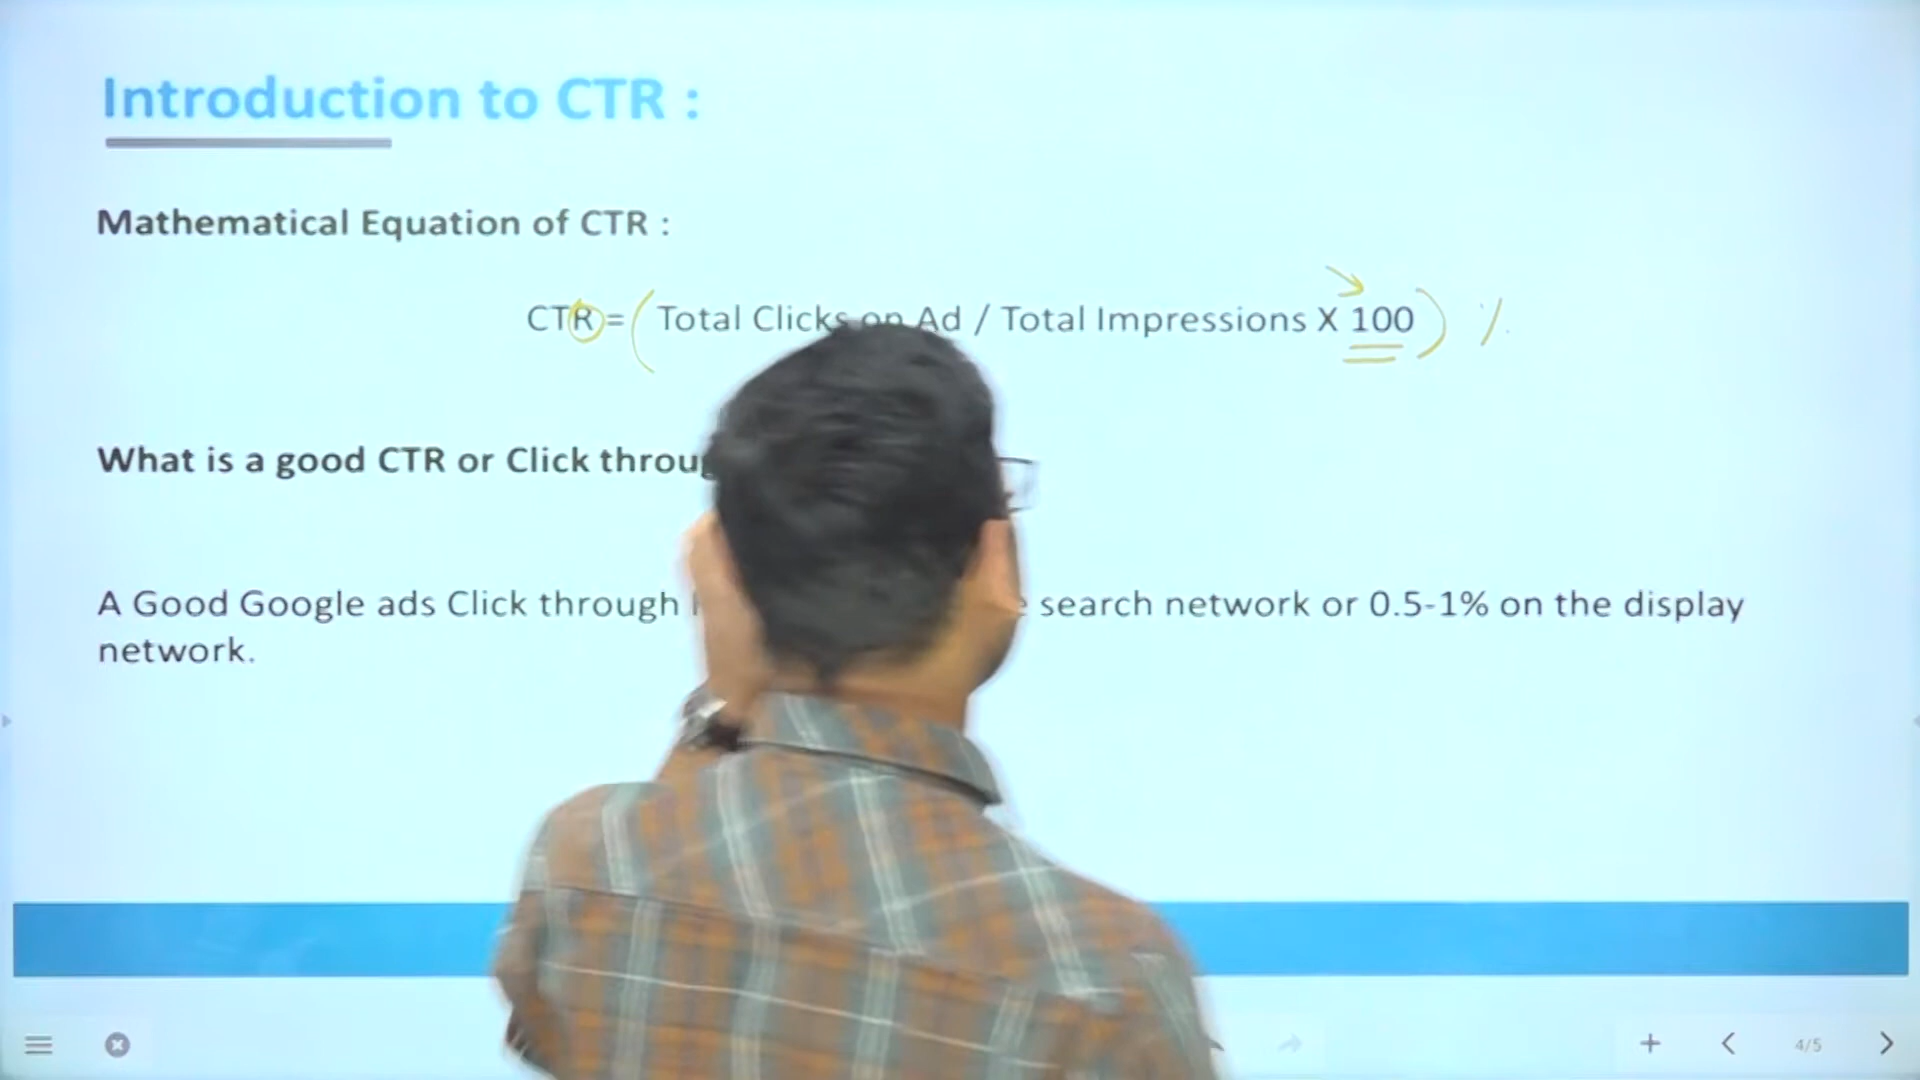 Introduction to CTR :
Mathematical Equation of CTR :
CTR = ( Total Clicks on Ad / Total Impressions X 100 ) %
What is a good CTR or Click
A Good Google ads Click through search network or 0.5-1% on the display
network.
4/5